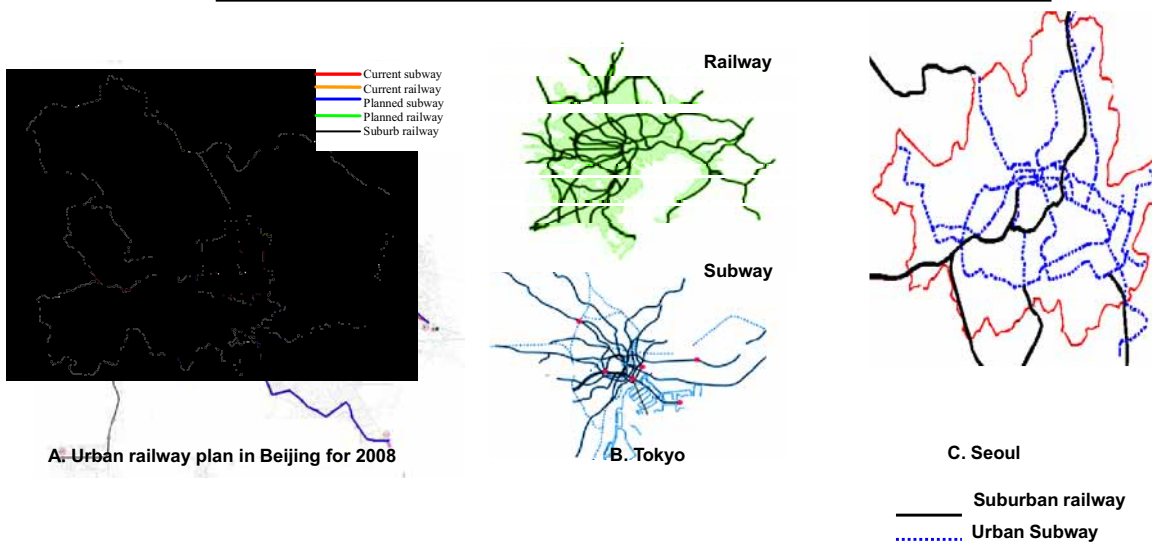 Current subway
Current railway
Planned subway
Planned railway
Suburb railway
A. Urban railway plan in Beijing for 2008
Railway
Subway
B. Tokyo
C. Seoul
Suburban railway
Urban Subway